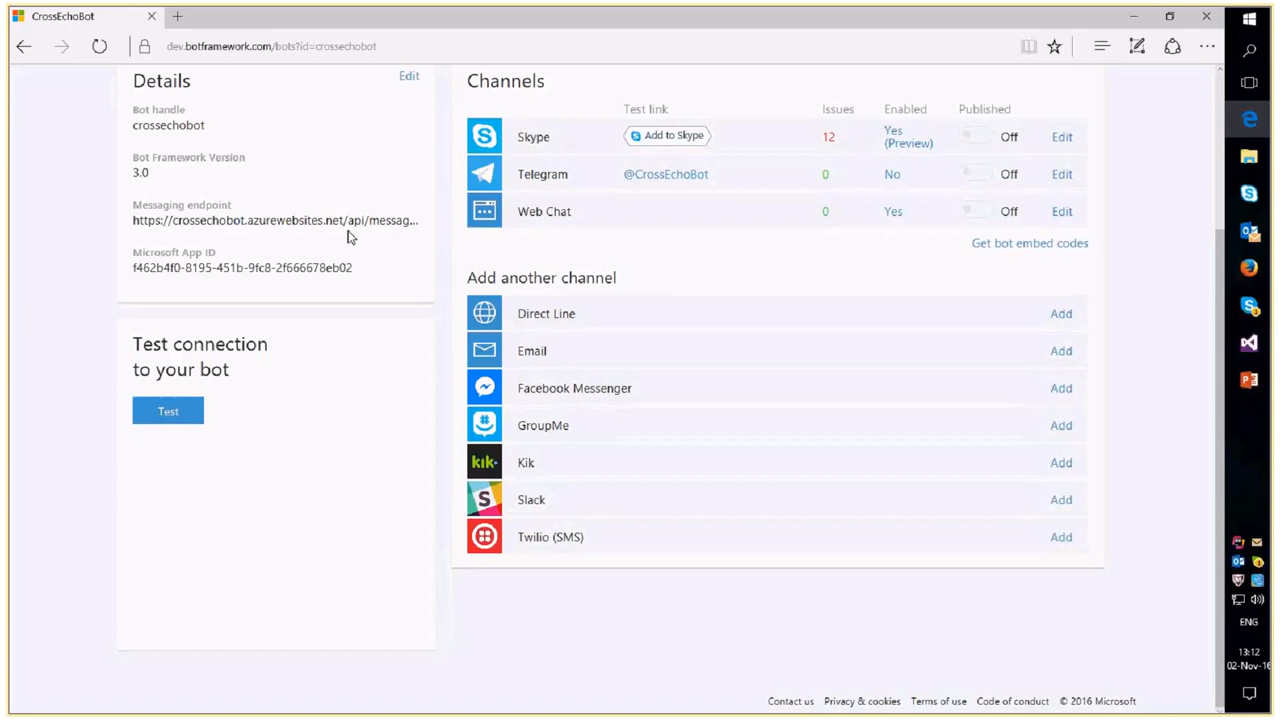 CrossEchoBot
dev.botframework.com/bots?id=crossechobot
Details
Edit
Bot handle
crossechobot
Bot Framework Version
3.0
Messaging endpoint
https://crossechobot.azurewebsites.net/api/messag...
Microsoft App ID
f462b4f0-8195-451b-9fc8-2f666678eb02
Test connection
to your bot
Test
Channels
Test link Issues Enabled Published
Skype Add to Skype 12 Yes (Preview) Off Edit
Telegram @CrossEchoBot 0 No Off Edit
Web Chat 0 Yes Off Edit
Get bot embed codes
Add another channel
Direct Line Add
Email Add
Facebook Messenger Add
GroupMe Add
kik· Kik Add
Slack Add
Twilio (SMS) Add
Contact us Privacy & cookies Terms of use Code of conduct © 2016 Microsoft
ENG
13:12
02-Nov-16